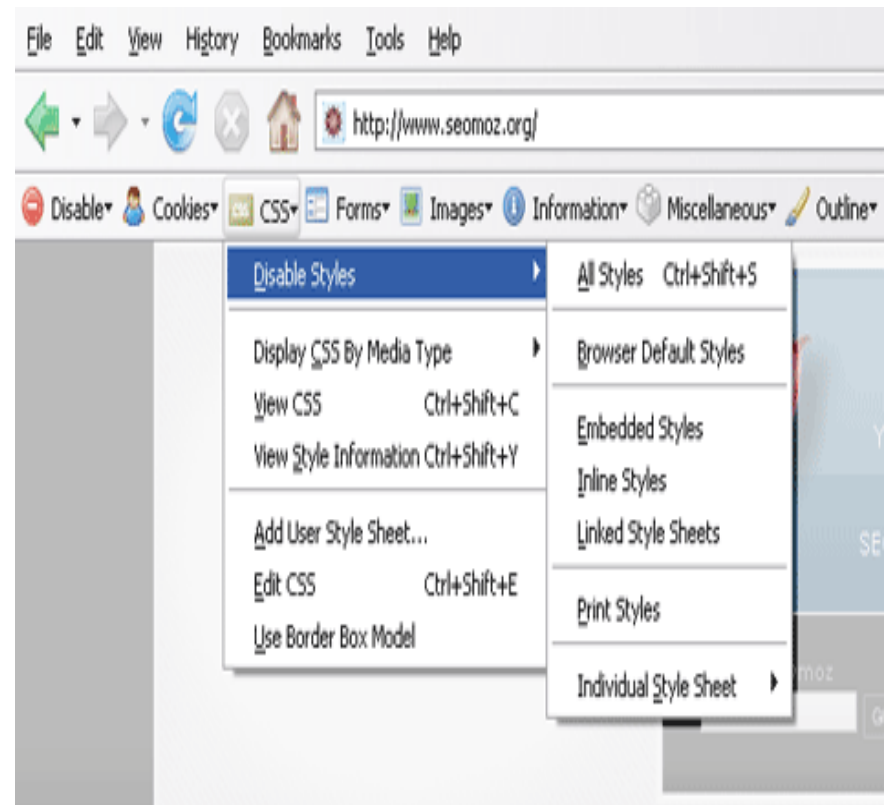 File Edit View History Bookmarks Tools Help
http://www.seomoz.org/
Disable Cookies CSS Forms Images Information Miscellaneous Outline
Disable Styles
Display CSS By Media Type
View CSS Ctrl+Shift+C
View Style Information Ctrl+Shift+Y
Add User Style Sheet...
Edit CSS Ctrl+Shift+E
Use Border Box Model
All Styles Ctrl+Shift+S
Browser Default Styles
Embedded Styles
Inline Styles
Linked Style Sheets
Print Styles
Individual Style Sheet